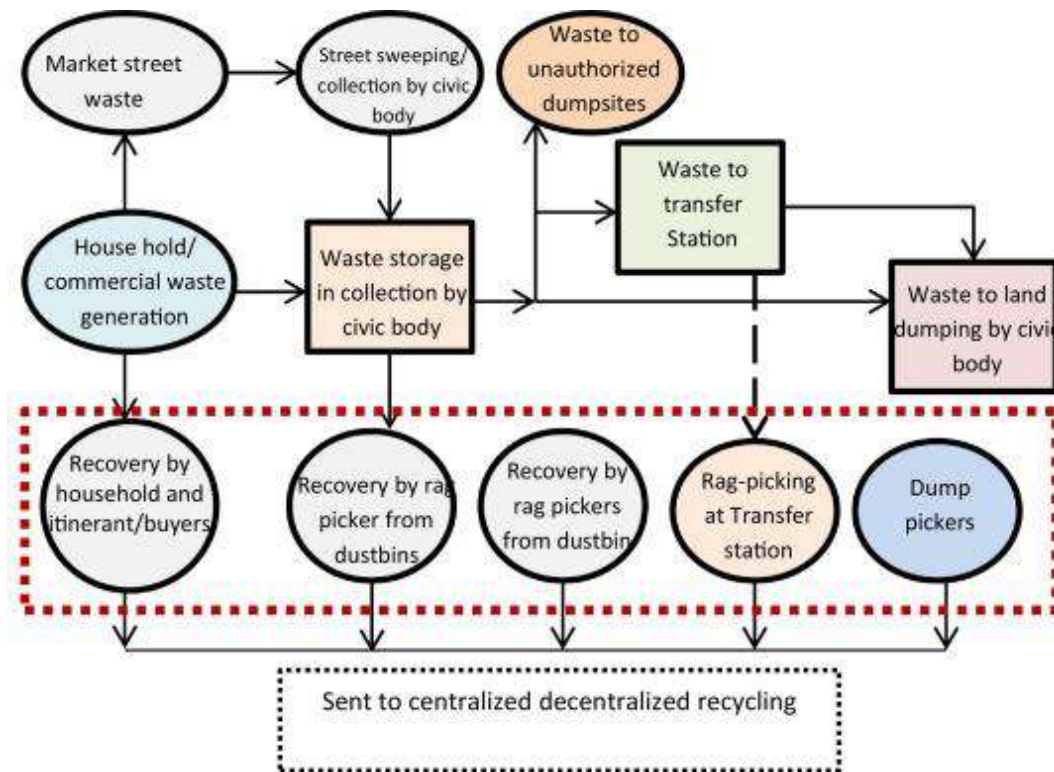 Market street
waste
Street sweeping/
collection by civic
body
Waste to
unauthorized
dumpsites
Waste to
transfer
Station
House hold/
commercial waste
generation
Waste storage
in collection by
civic body
Waste to land
dumping by civic
body
Recovery by
household and
itinerant/buyers
Recovery by rag
picker from
dustbins
Recovery by
rag pickers
from dustbin
Rag-picking
at Transfer
station
Dump
pickers
Sent to centralized decentralized recycling